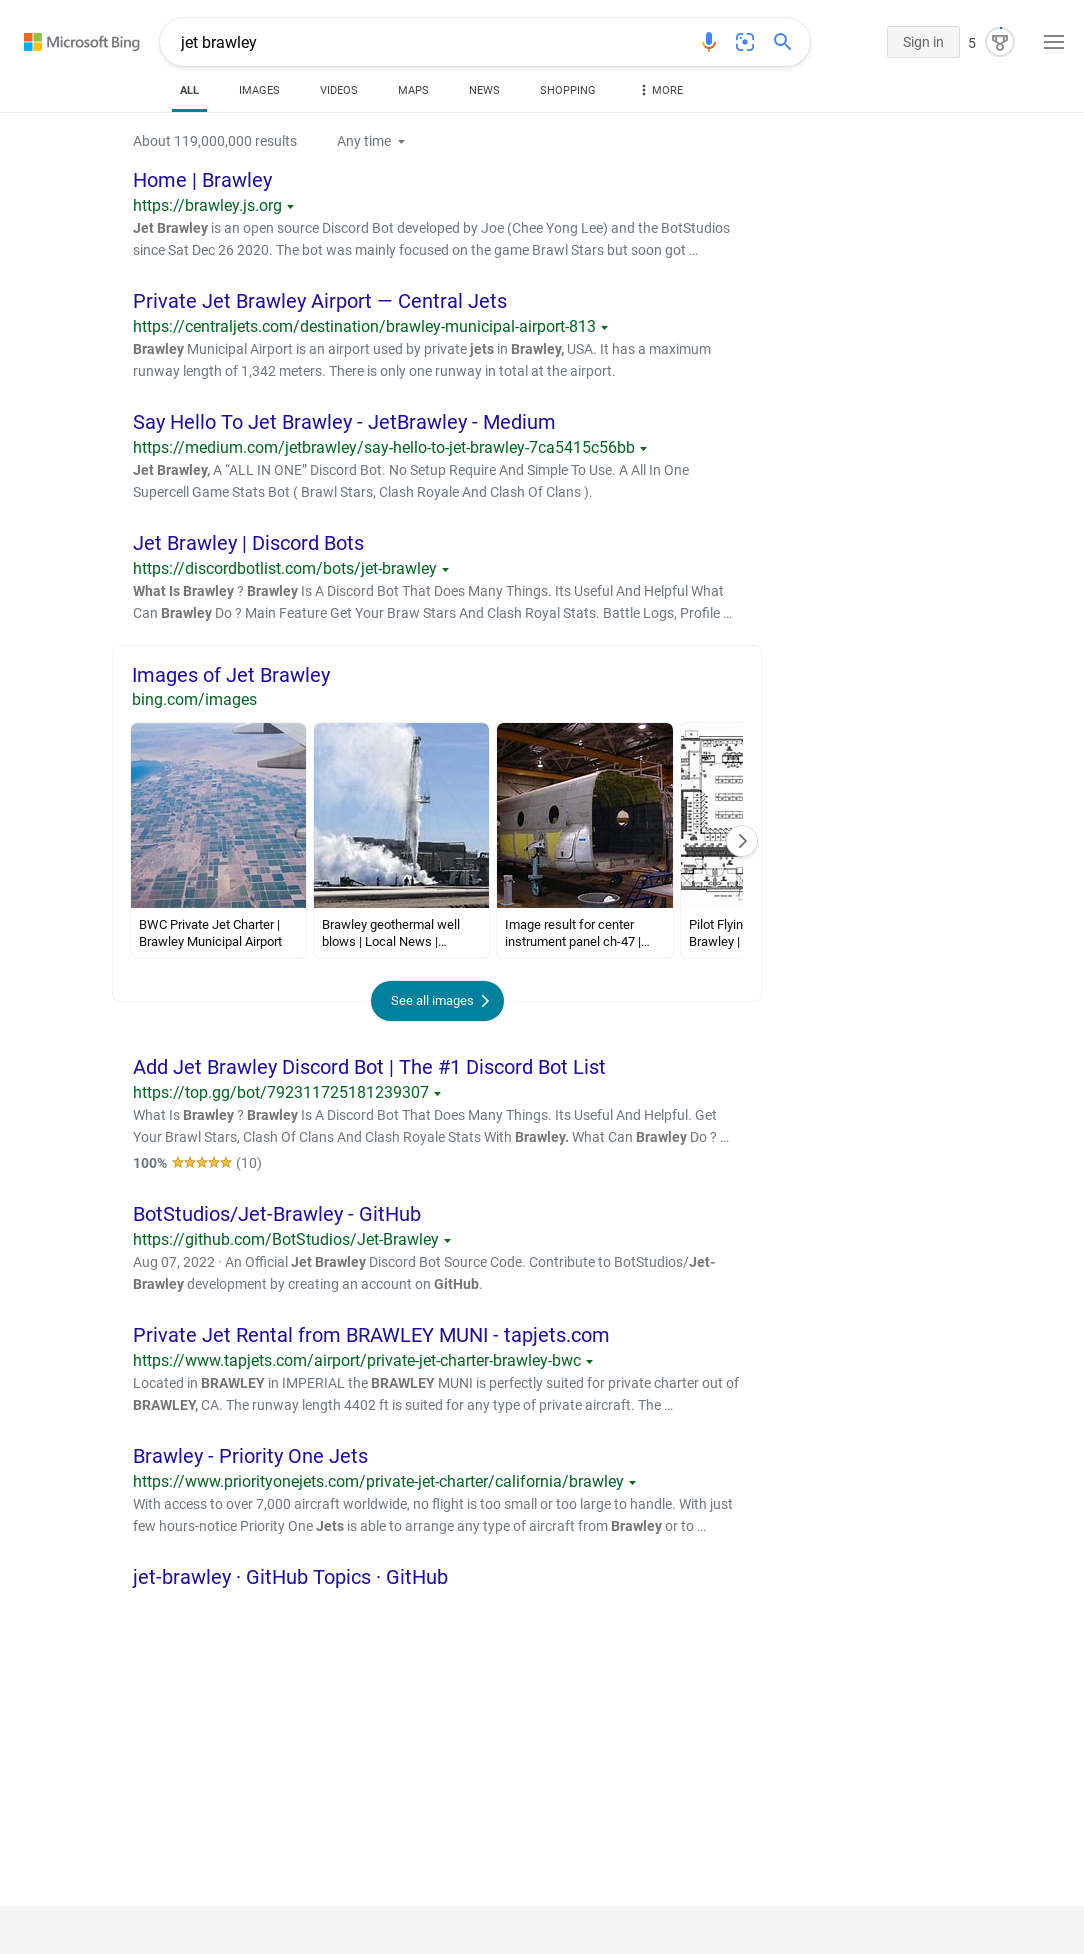 Microsoft Bing
jet brawley
Sign in
5
ALL
IMAGES
VIDEOS
MAPS
NEWS
SHOPPING
MORE
About 119,000,000 results
Any time
Home | Brawley
https://brawley.js.org
Jet Brawley is an open source Discord Bot developed by Joe (Chee Yong Lee) and the BotStudios
since Sat Dec 26 2020. The bot was mainly focused on the game Brawl Stars but soon got …
Private Jet Brawley Airport — Central Jets
https://centraljets.com/destination/brawley-municipal-airport-813
Brawley Municipal Airport is an airport used by private jets in Brawley, USA. It has a maximum
runway length of 1,342 meters. There is only one runway in total at the airport.
Say Hello To Jet Brawley - JetBrawley - Medium
https://medium.com/jetbrawley/say-hello-to-jet-brawley-7ca5415c56bb
Jet Brawley, A “ALL IN ONE” Discord Bot. No Setup Require And Simple To Use. A All In One
Supercell Game Stats Bot ( Brawl Stars, Clash Royale And Clash Of Clans ).
Jet Brawley | Discord Bots
https://discordbotlist.com/bots/jet-brawley
What Is Brawley ? Brawley Is A Discord Bot That Does Many Things. Its Useful And Helpful What
Can Brawley Do ? Main Feature Get Your Braw Stars And Clash Royal Stats. Battle Logs, Profile …
Images of Jet Brawley
bing.com/images
BWC Private Jet Charter |
Brawley Municipal Airport
Brawley geothermal well
blows | Local News |…
Image result for center
instrument panel ch-47 |…
Pilot Flyin
Brawley |
See all images
Add Jet Brawley Discord Bot | The #1 Discord Bot List
https://top.gg/bot/792311725181239307
What Is Brawley ? Brawley Is A Discord Bot That Does Many Things. Its Useful And Helpful. Get
Your Brawl Stars, Clash Of Clans And Clash Royale Stats With Brawley. What Can Brawley Do ? …
100% (10)
BotStudios/Jet-Brawley - GitHub
https://github.com/BotStudios/Jet-Brawley
Aug 07, 2022 · An Official Jet Brawley Discord Bot Source Code. Contribute to BotStudios/Jet-
Brawley development by creating an account on GitHub.
Private Jet Rental from BRAWLEY MUNI - tapjets.com
https://www.tapjets.com/airport/private-jet-charter-brawley-bwc
Located in BRAWLEY in IMPERIAL the BRAWLEY MUNI is perfectly suited for private charter out of
BRAWLEY, CA. The runway length 4402 ft is suited for any type of private aircraft. The …
Brawley - Priority One Jets
https://www.priorityonejets.com/private-jet-charter/california/brawley
With access to over 7,000 aircraft worldwide, no flight is too small or too large to handle. With just
few hours-notice Priority One Jets is able to arrange any type of aircraft from Brawley or to …
jet-brawley · GitHub Topics · GitHub